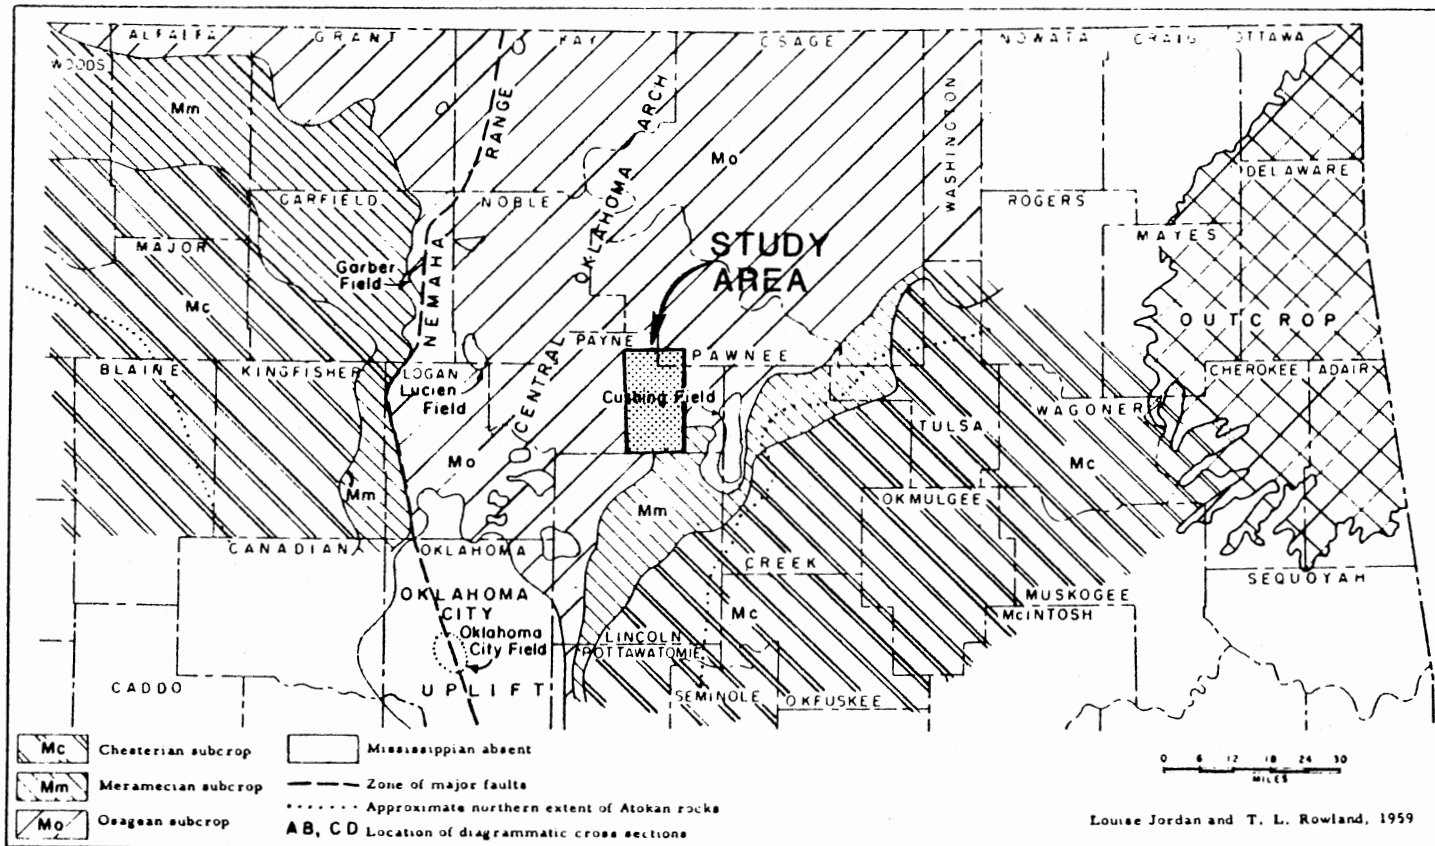 ALFALFA GRANT KAY OSAGE NOWATA CRAIG OTTAWA
WOODS
Mm
RANGE
ARCH
WASHINGTON
Mo
DELAWARE
GARFIELD NOBLE
OKLAHOMA
ROGERS
MAYES
MAJOR
NEMAHA
STUDY
AREA
Garber
Field
Mc
OUTCROP
PAYNE
PAWNEE
BLAINE KINGFISHER LOGAN
CENTRAL
CHEROKEE ADAIR
Lucien
Field
Cushing Field
WAGONER
TULSA
Mo
Mc
Mm
Mm
OKMULGEE
CANADIAN OKLAHOMA
CREEK
SEQUOYAH
OKLAHOMA
CITY
MUSKOGEE
McINTOSH
Mc
Oklahoma
City Field
LINCOLN
POTTAWATOMIE
CADDO
UPLIFT
SEMINOLE
OKFUSKEE
Mc Chesterian subcrop
Mm Meramecian subcrop
Mo Osagean subcrop
Mississippian absent
Zone of major faults
Approximate northern extent of Atokan rocks
AB, CD Location of diagrammatic cross sections
0 6 12 18 24 30
MILES
Louise Jordan and T. L. Rowland, 1959